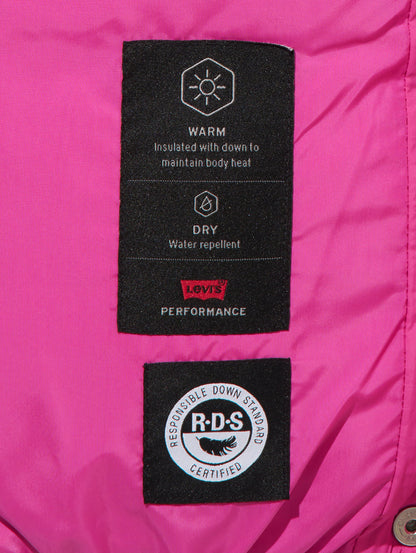 WARM
Insulated with down to
maintain body heat
DRY
Water repellent
Levi's
PERFORMANCE
RESPONSIBLE DOWN STANDARD
R·D·S
CERTIFIED